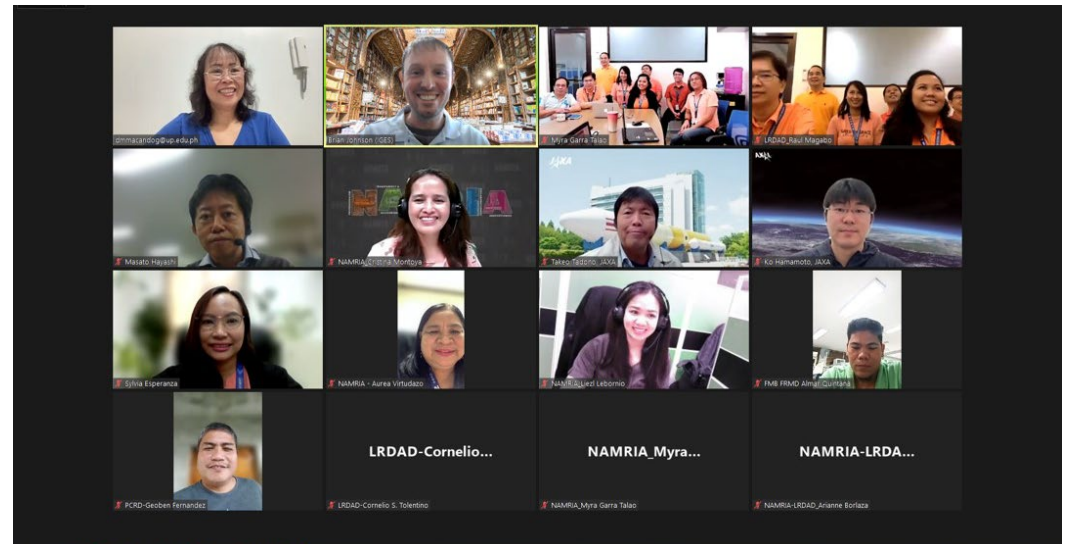 dmmacandog@up.edu.ph
Brian Johnson (IGES)
Myra Garra Talao
LRDAD_Raul Magabo
Masato Hayashi
NAMRIA
NAMRIA_Cristina Montoya
JAXA
Takeo Tadono, JAXA
JAXA
Ko Hamamoto, JAXA
Sylvia Esperanza
NAMRIA - Aurea Virtudazo
NAMRIA_Liezl Lebornio
FMB FRMD Almar Quintana
PCRD-Geoben Fernandez
LRDAD-Cornelio...
LRDAD-Cornelio S. Tolentino
NAMRIA_Myra...
NAMRIA_Myra Garra Talao
NAMRIA-LRDA...
NAMRIA-LRDAD_Arianne Borlaza